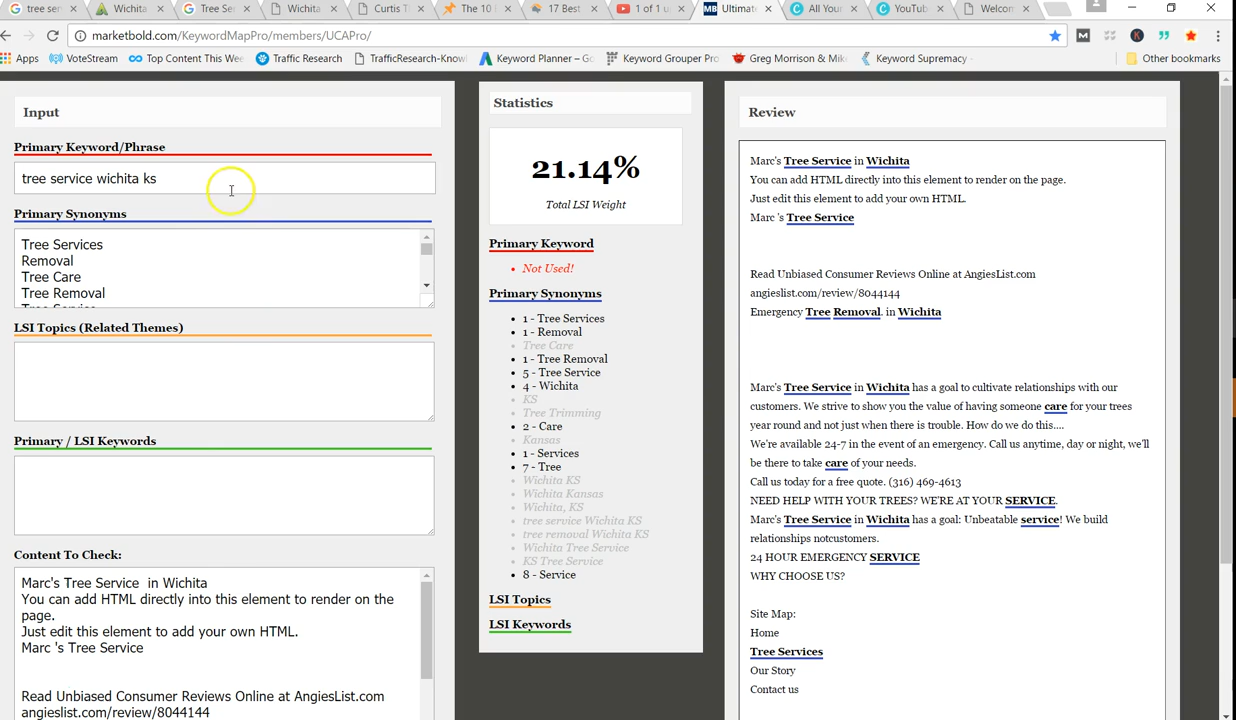 tree ser
Wichita
Tree Se
Wichita
Curtis T
The 10
17 Best
1 of 1 u
MB Ultimate
All Your
YouTub
Welcom
marketbold.com/KeywordMapPro/members/UCAPro/
Apps
VoteStream
Top Content This Wee
Traffic Research
TrafficResearch-Know
Keyword Planner – Go
Keyword Grouper Pro
Greg Morrison & Mike
Keyword Supremacy
Other bookmarks
Input
Primary Keyword/Phrase
tree service wichita ks
Primary Synonyms
Tree Services
Removal
Tree Care
Tree Removal
LSI Topics (Related Themes)
Primary / LSI Keywords
Content To Check:
Marc's Tree Service  in Wichita
You can add HTML directly into this element to render on the
page.
Just edit this element to add your own HTML.
Marc 's Tree Service
Read Unbiased Consumer Reviews Online at AngiesList.com
angieslist.com/review/8044144
Statistics
21.14%
Total LSI Weight
Primary Keyword
Not Used!
Primary Synonyms
1 - Tree Services
1 - Removal
Tree Care
1 - Tree Removal
5 - Tree Service
4 - Wichita
KS
Tree Trimming
2 - Care
Kansas
1 - Services
7 - Tree
Wichita KS
Wichita Kansas
Wichita, KS
tree service Wichita KS
tree removal Wichita KS
Wichita Tree Service
KS Tree Service
8 - Service
LSI Topics
LSI Keywords
Review
Marc's Tree Service in Wichita
You can add HTML directly into this element to render on the page.
Just edit this element to add your own HTML.
Marc 's Tree Service
Read Unbiased Consumer Reviews Online at AngiesList.com
angieslist.com/review/8044144
Emergency Tree Removal. in Wichita
Marc's Tree Service in Wichita has a goal to cultivate relationships with our
customers. We strive to show you the value of having someone care for your trees
year round and not just when there is trouble. How do we do this....
We're available 24-7 in the event of an emergency. Call us anytime, day or night, we'll
be there to take care of your needs.
Call us today for a free quote. (316) 469-4613
NEED HELP WITH YOUR TREES? WE'RE AT YOUR SERVICE.
Marc's Tree Service in Wichita has a goal: Unbeatable service! We build
relationships notcustomers.
24 HOUR EMERGENCY SERVICE
WHY CHOOSE US?
Site Map:
Home
Tree Services
Our Story
Contact us